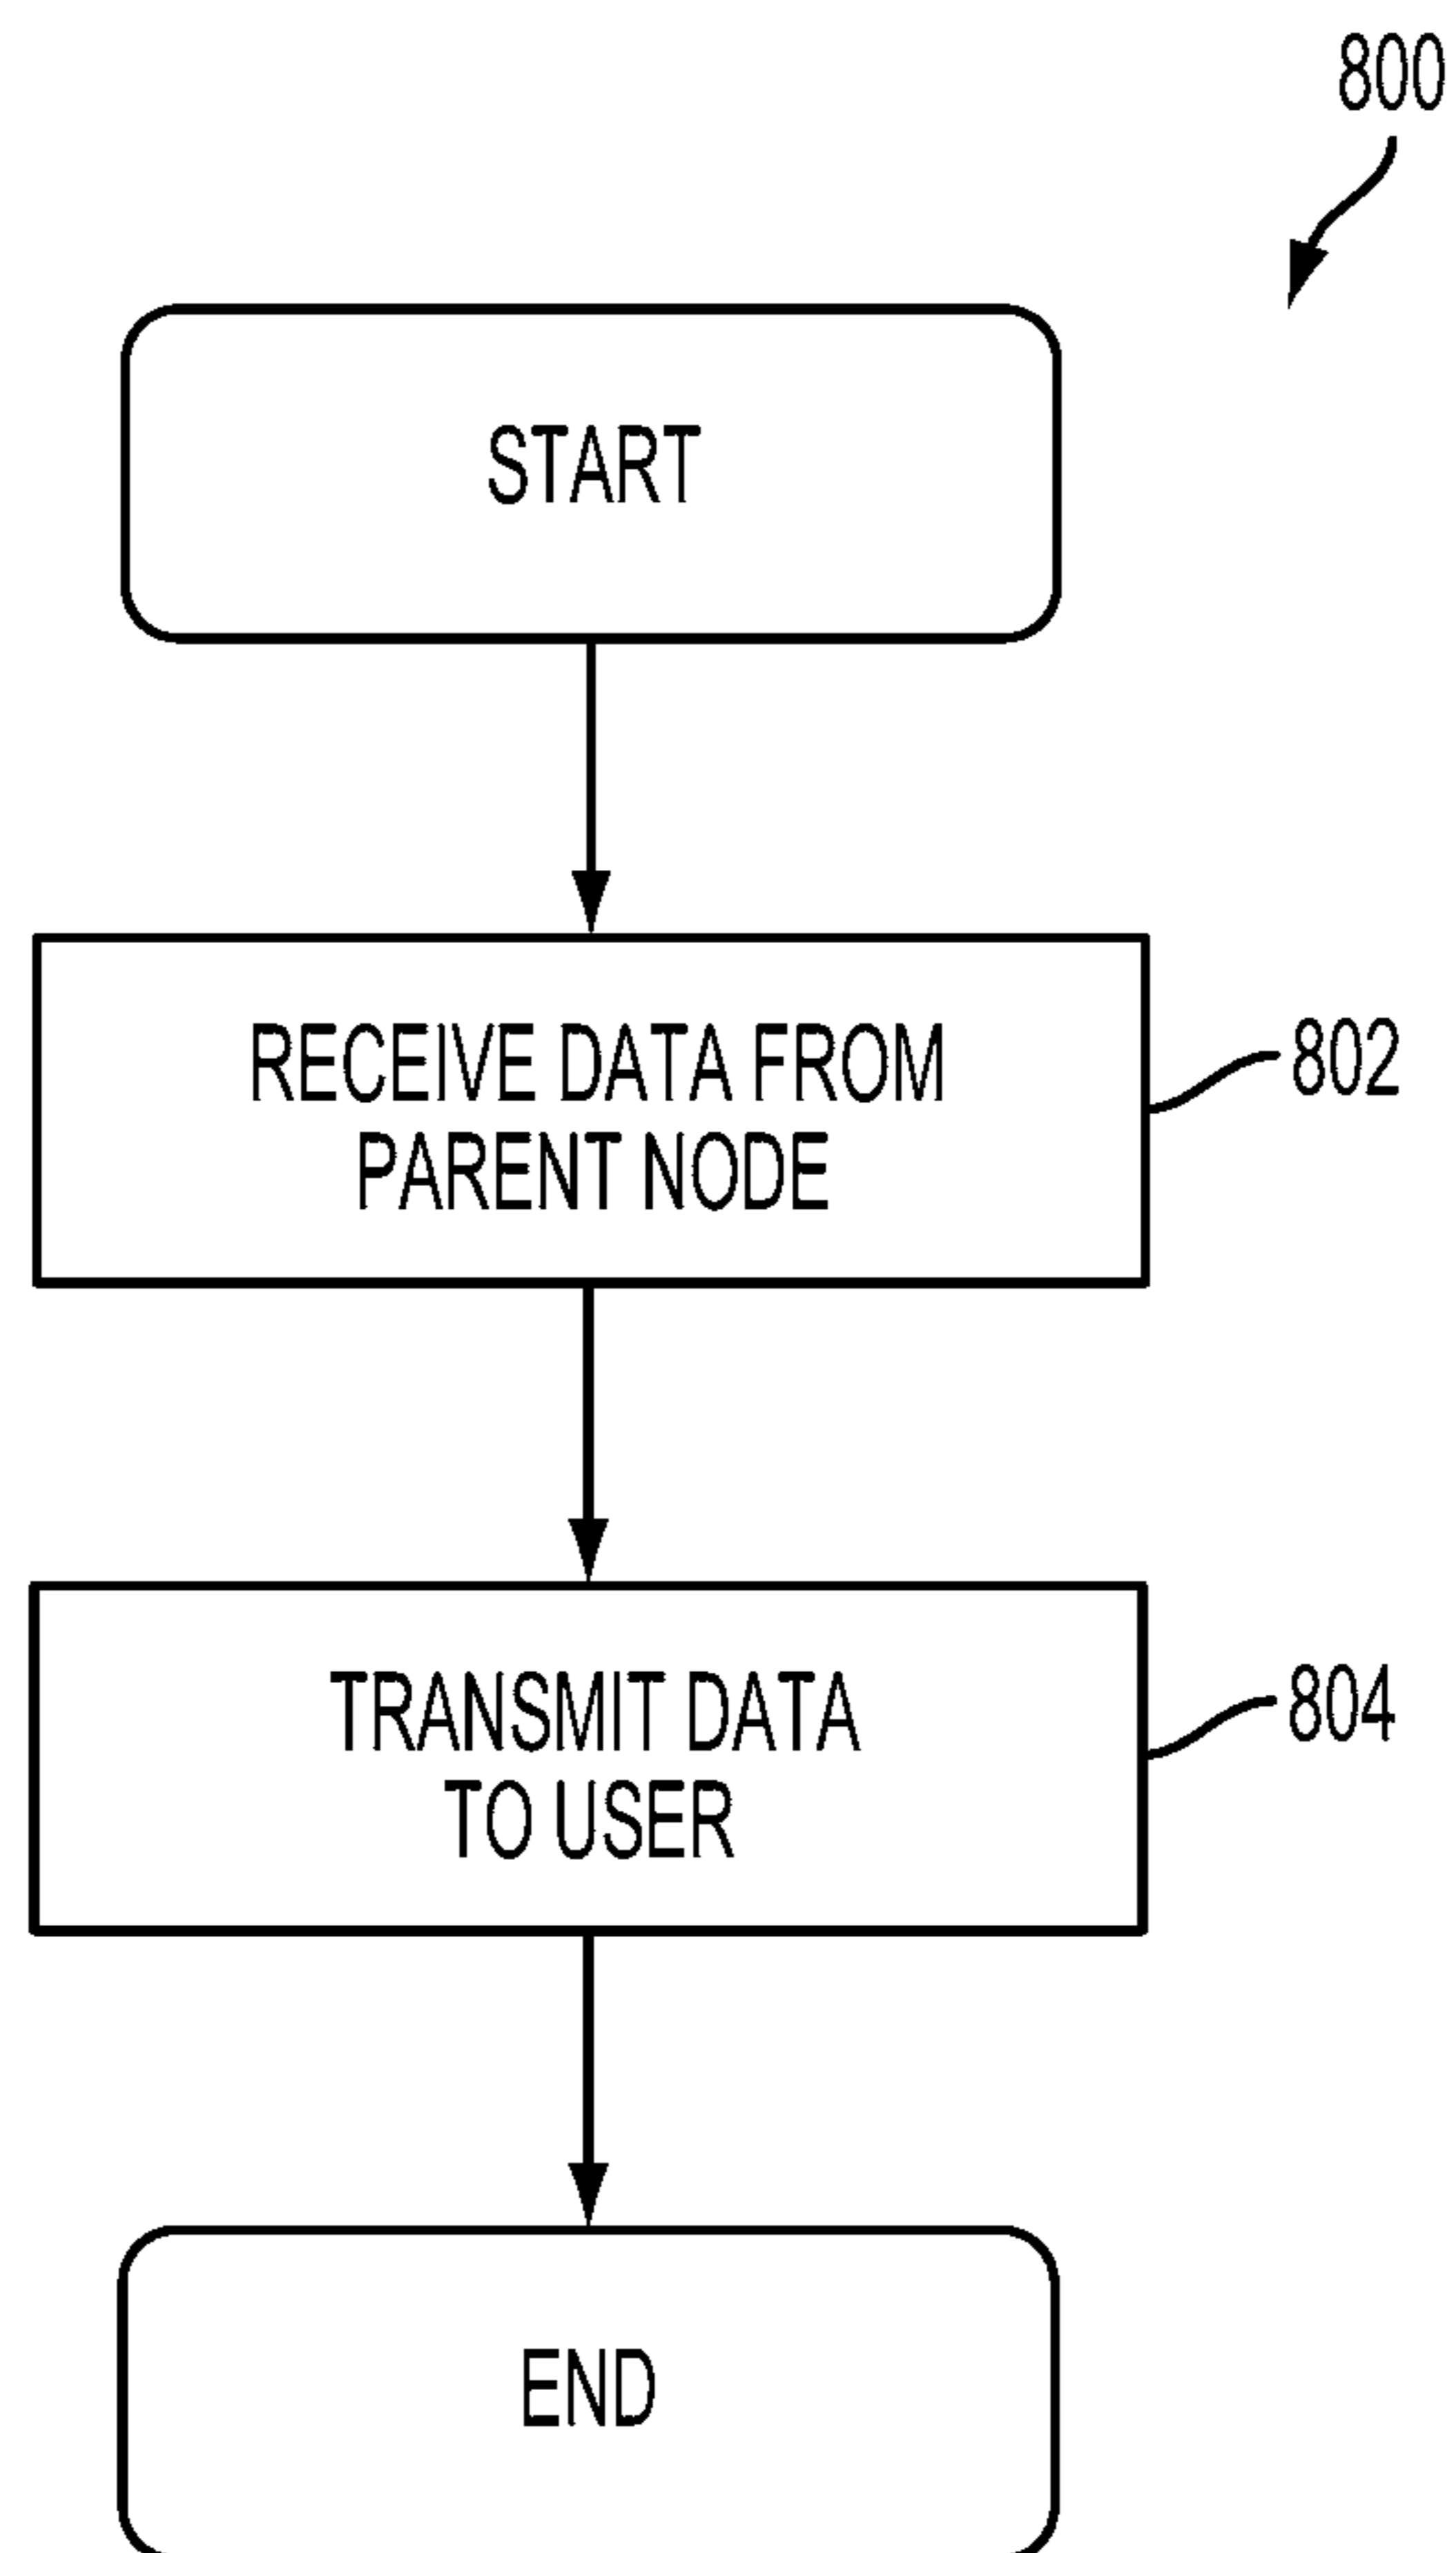 800
START
RECEIVE DATA FROM
PARENT NODE
802
TRANSMIT DATA
TO USER
804
END